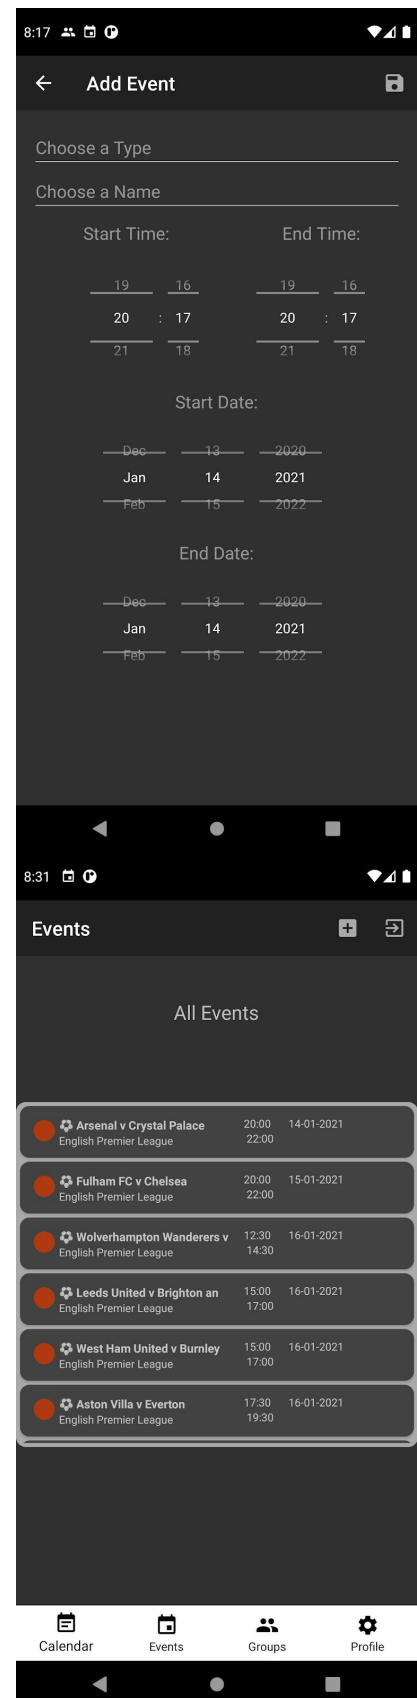 8:17
Add Event
Choose a Type
Choose a Name
Start Time: End Time:
19 16 19 16
20 : 17 20 : 17
21 18 21 18
Start Date:
Dec 13 2020
Jan 14 2021
Feb 15 2022
End Date:
Dec 13 2020
Jan 14 2021
Feb 15 2022
8:31
Events
All Events
Arsenal v Crystal Palace 20:00 14-01-2021
English Premier League 22:00
Fulham FC v Chelsea 20:00 15-01-2021
English Premier League 22:00
Wolverhampton Wanderers v 12:30 16-01-2021
English Premier League 14:30
Leeds United v Brighton an 15:00 16-01-2021
English Premier League 17:00
West Ham United v Burnley 15:00 16-01-2021
English Premier League 17:00
Aston Villa v Everton 17:30 16-01-2021
English Premier League 19:30
Calendar Events Groups Profile